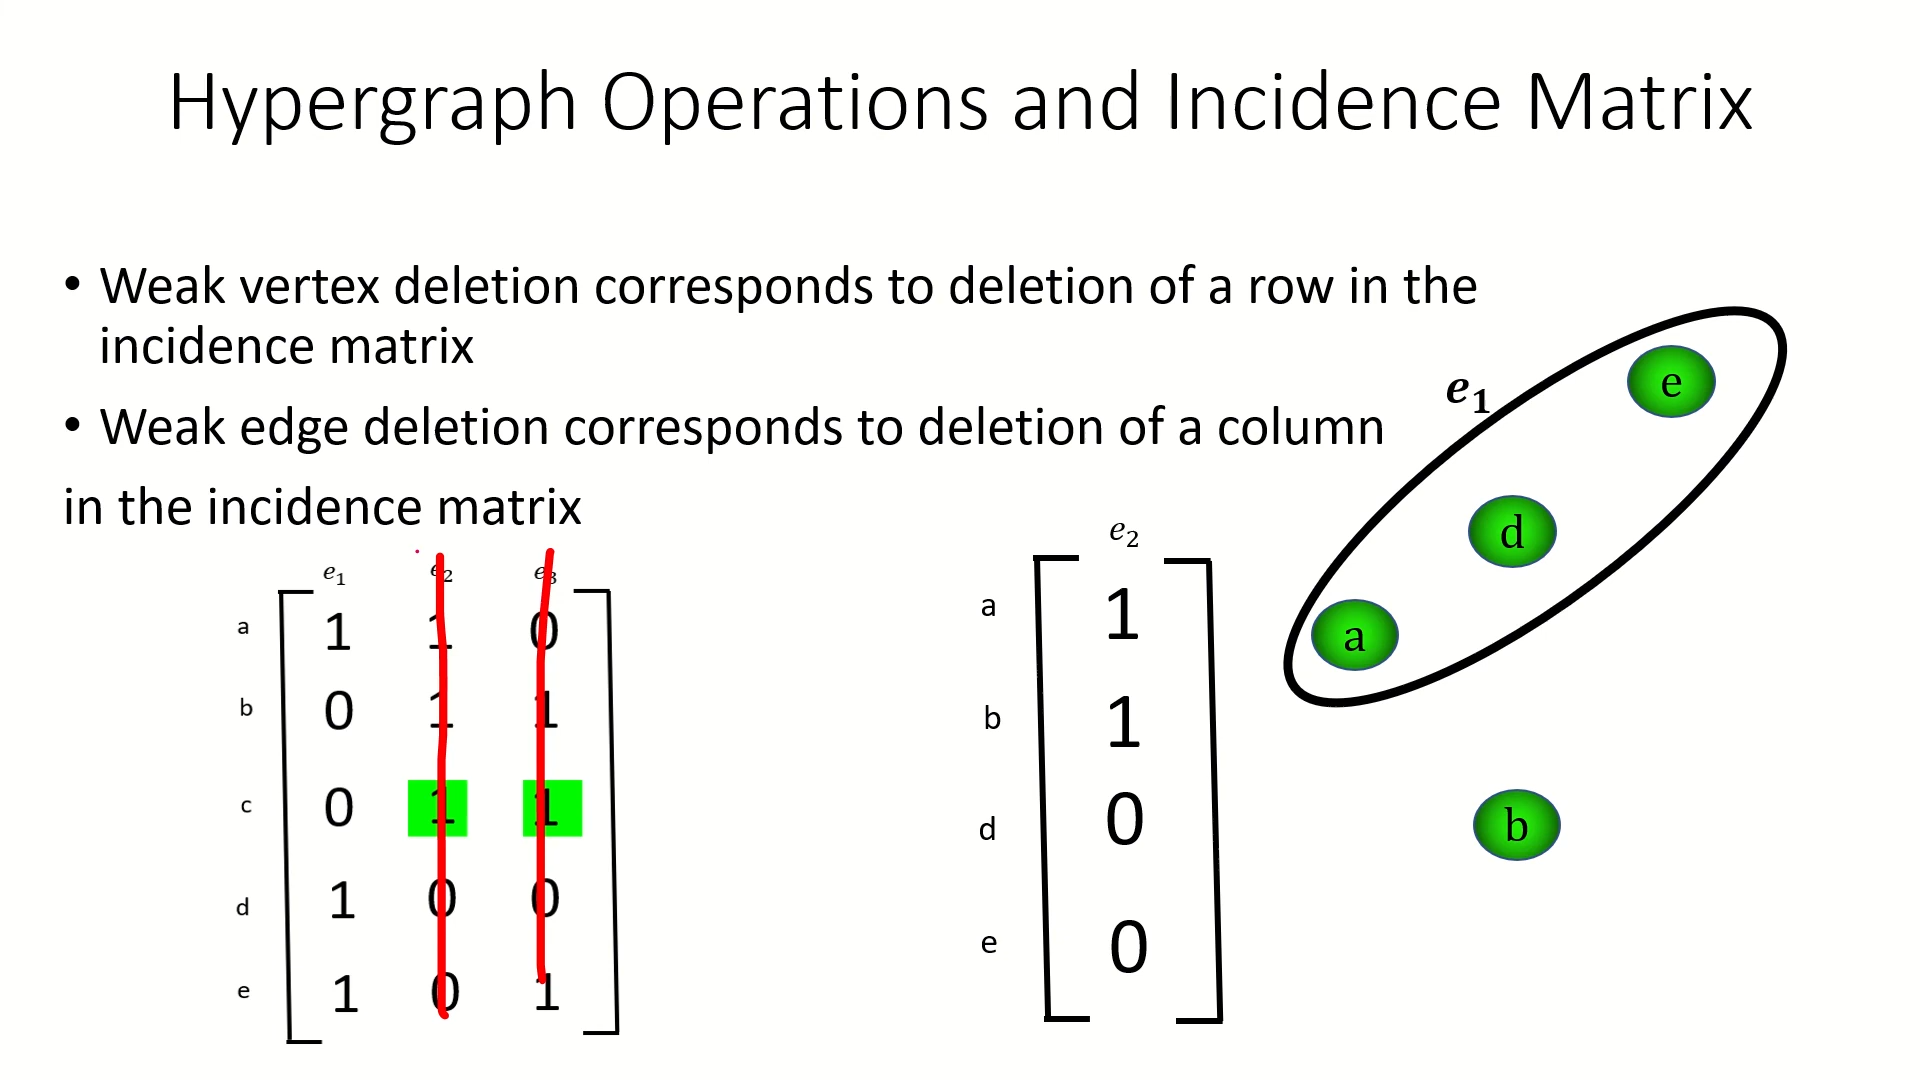 Hypergraph Operations and Incidence Matrix
• Weak vertex deletion corresponds to deletion of a row in the
incidence matrix
• Weak edge deletion corresponds to deletion of a column
in the incidence matrix
e₁ e₂ e₃
a 1 1 0
b 0 1 1
c 0 1 1
d 1 0 0
e 1 0 1
e₂
a 1
b 1
d 0
e 0
e₁
e
d
a
b